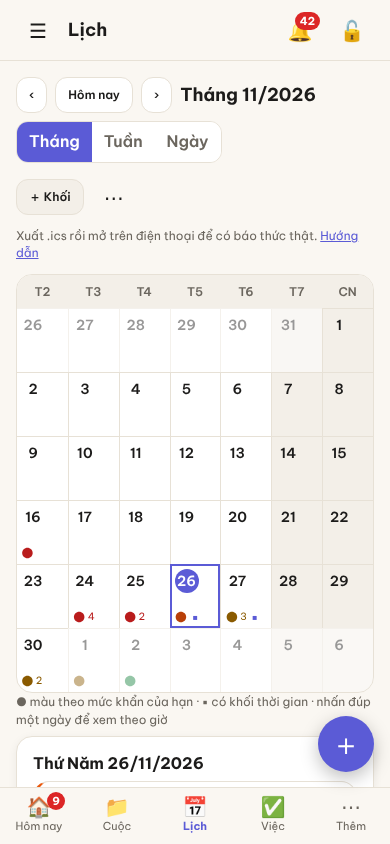 ☰ Lịch 42
‹ Hôm nay › Tháng 11/2026
Tháng Tuần Ngày
+ Khối ...
Xuất .ics rồi mở trên điện thoại để có báo thức thật. Hướng
dẫn
T2 T3 T4 T5 T6 T7 CN
26 27 28 29 30 31 1
2 3 4 5 6 7 8
9 10 11 12 13 14 15
16 17 18 19 20 21 22
23 24 25 26 27 28 29
4 2 3
30 1 2 3 4 5 6
2
● màu theo mức khẩn của hạn · ▪ có khối thời gian · nhấn đúp
một ngày để xem theo giờ
+
Thứ Năm 26/11/2026
9
Hôm nay Cuộc Lịch Việc Thêm